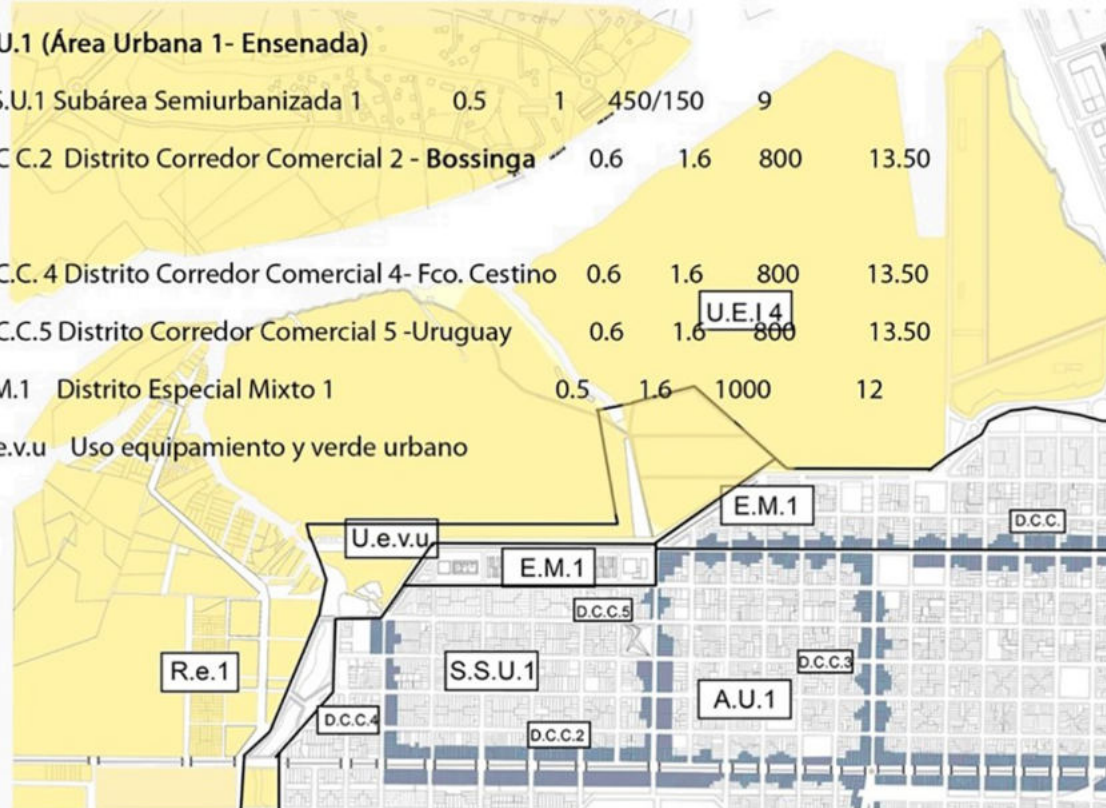 U.1 (Área Urbana 1- Ensenada)
S.U.1 Subárea Semiurbanizada 1 0.5 1 450/150 9
C C.2 Distrito Corredor Comercial 2 - Bossinga 0.6 1.6 800 13.50
C.C. 4 Distrito Corredor Comercial 4- Fco. Cestino 0.6 1.6 800 13.50
U.E.I 4
C.C.5 Distrito Corredor Comercial 5 -Uruguay 0.6 1.6 800 13.50
M.1 Distrito Especial Mixto 1 0.5 1.6 1000 12
e.v.u Uso equipamiento y verde urbano
E.M.1
D.C.C.
U.e.v.u
E.M.1
D.C.C.5
R.e.1
S.S.U.1
D.C.C.3
A.U.1
D.C.C.4
D.C.C.2